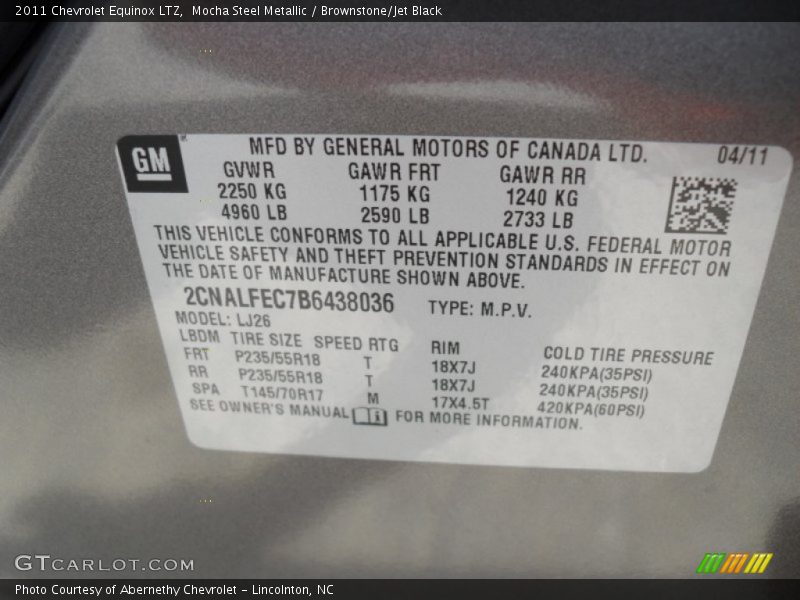 2011 Chevrolet Equinox LTZ,  Mocha Steel Metallic / Brownstone/Jet Black
GM
MFD BY GENERAL MOTORS OF CANADA LTD. 04/11
GVWR GAWR FRT GAWR RR
2250 KG 1175 KG 1240 KG
4960 LB 2590 LB 2733 LB
THIS VEHICLE CONFORMS TO ALL APPLICABLE U.S. FEDERAL MOTOR
VEHICLE SAFETY AND THEFT PREVENTION STANDARDS IN EFFECT ON
THE DATE OF MANUFACTURE SHOWN ABOVE.
2CNALFEC7B6438036 TYPE: M.P.V.
MODEL: LJ26
LBDM TIRE SIZE SPEED RTG RIM COLD TIRE PRESSURE
FRT P235/55R18 T 18X7J 240KPA(35PSI)
RR P235/55R18 T 18X7J 240KPA(35PSI)
SPA T145/70R17 M 17X4.5T 420KPA(60PSI)
SEE OWNER'S MANUAL FOR MORE INFORMATION.
GTCARLOT.COM
Photo Courtesy of Abernethy Chevrolet – Lincolnton, NC